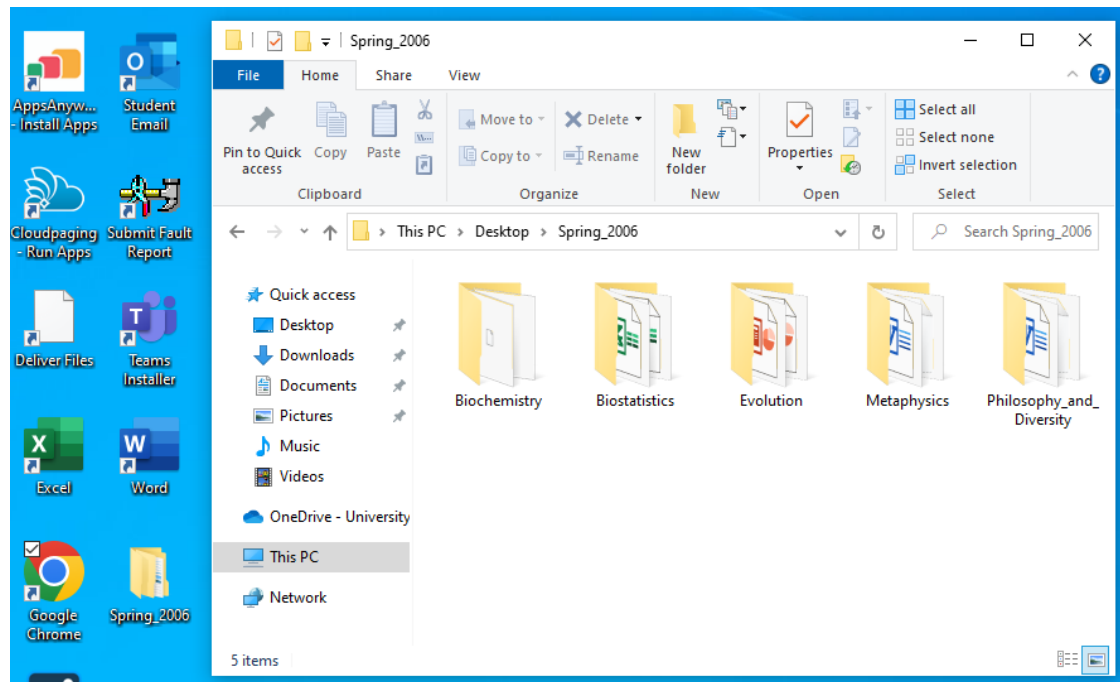 AppsAnyw...
- Install Apps
Student
Email
Cloudpaging
- Run Apps
Submit Fault
Report
Deliver Files
Teams
Installer
Excel
Word
Google
Chrome
Spring_2006
Spring_2006
File Home Share View
Pin to Quick
access
Copy
Paste
Clipboard
Move to
Copy to
Delete
Rename
Organize
New
folder
New
Properties
Open
Select all
Select none
Invert selection
Select
This PC > Desktop > Spring_2006
Search Spring_2006
Quick access
Desktop
Downloads
Documents
Pictures
Music
Videos
OneDrive - University
This PC
Network
Biochemistry
Biostatistics
Evolution
Metaphysics
Philosophy_and_
Diversity
5 items